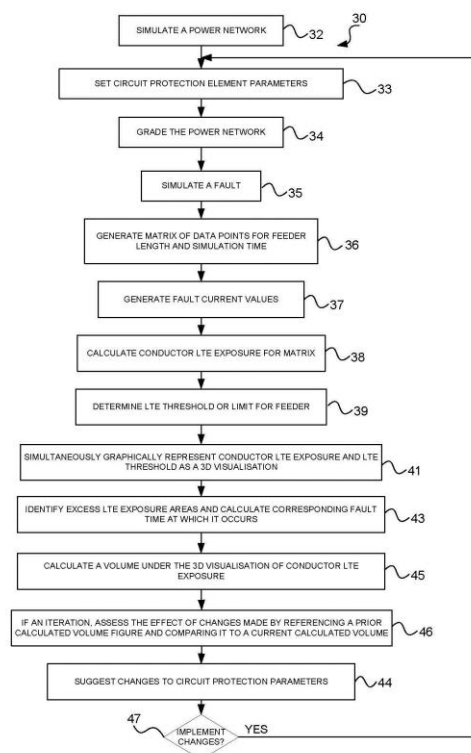 SIMULATE A POWER NETWORK
32
30
SET CIRCUIT PROTECTION ELEMENT PARAMETERS
33
GRADE THE POWER NETWORK
34
SIMULATE A FAULT
35
GENERATE MATRIX OF DATA POINTS FOR FEEDER
LENGTH AND SIMULATION TIME
36
GENERATE FAULT CURRENT VALUES
37
CALCULATE CONDUCTOR LTE EXPOSURE FOR MATRIX
38
DETERMINE LTE THRESHOLD OR LIMIT FOR FEEDER
39
SIMULTANEOUSLY GRAPHICALLY REPRESENT CONDUCTOR LTE EXPOSURE AND LTE
THRESHOLD AS A 3D VISUALISATION
41
IDENTIFY EXCESS LTE EXPOSURE AREAS AND CALCULATE CORRESPONDING FAULT
TIME AT WHICH IT OCCURS
43
CALCULATE A VOLUME UNDER THE 3D VISUALISATION OF CONDUCTOR LTE
EXPOSURE
45
IF AN ITERATION, ASSESS THE EFFECT OF CHANGES MADE BY REFERENCING A PRIOR
CALCULATED VOLUME FIGURE AND COMPARING IT TO A CURRENT CALCULATED VOLUME
46
SUGGEST CHANGES TO CIRCUIT PROTECTION PARAMETERS
44
47
IMPLEMENT
CHANGES?
YES